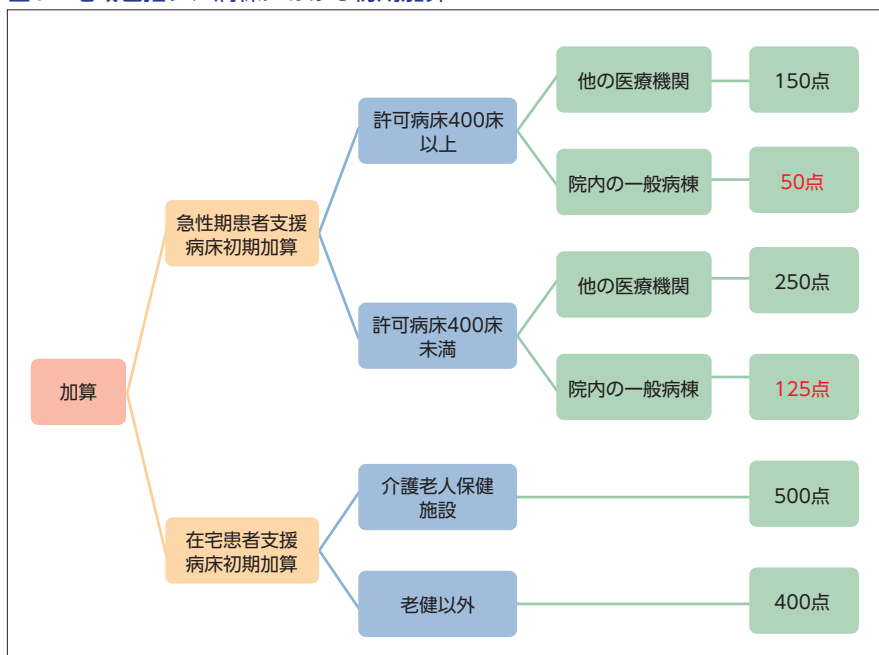 許可病床400床
以上
他の医療機関
150点
院内の一般病棟
50点
急性期患者支援
病床初期加算
許可病床400床
未満
他の医療機関
250点
院内の一般病棟
125点
加算
在宅患者支援
病床初期加算
介護老人保健
施設
500点
老健以外
400点